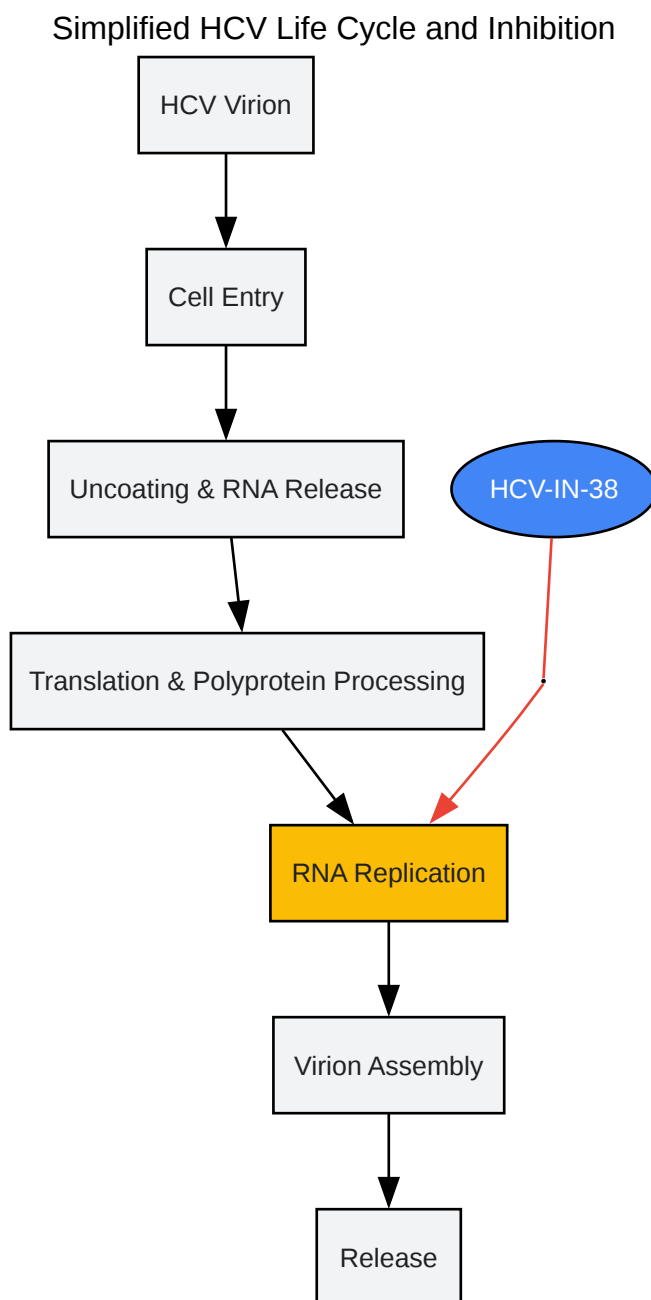 Simplified HCV Life Cycle and Inhibition
HCV Virion
Cell Entry
Uncoating & RNA Release
HCV-IN-38
Translation & Polyprotein Processing
RNA Replication
Virion Assembly
Release